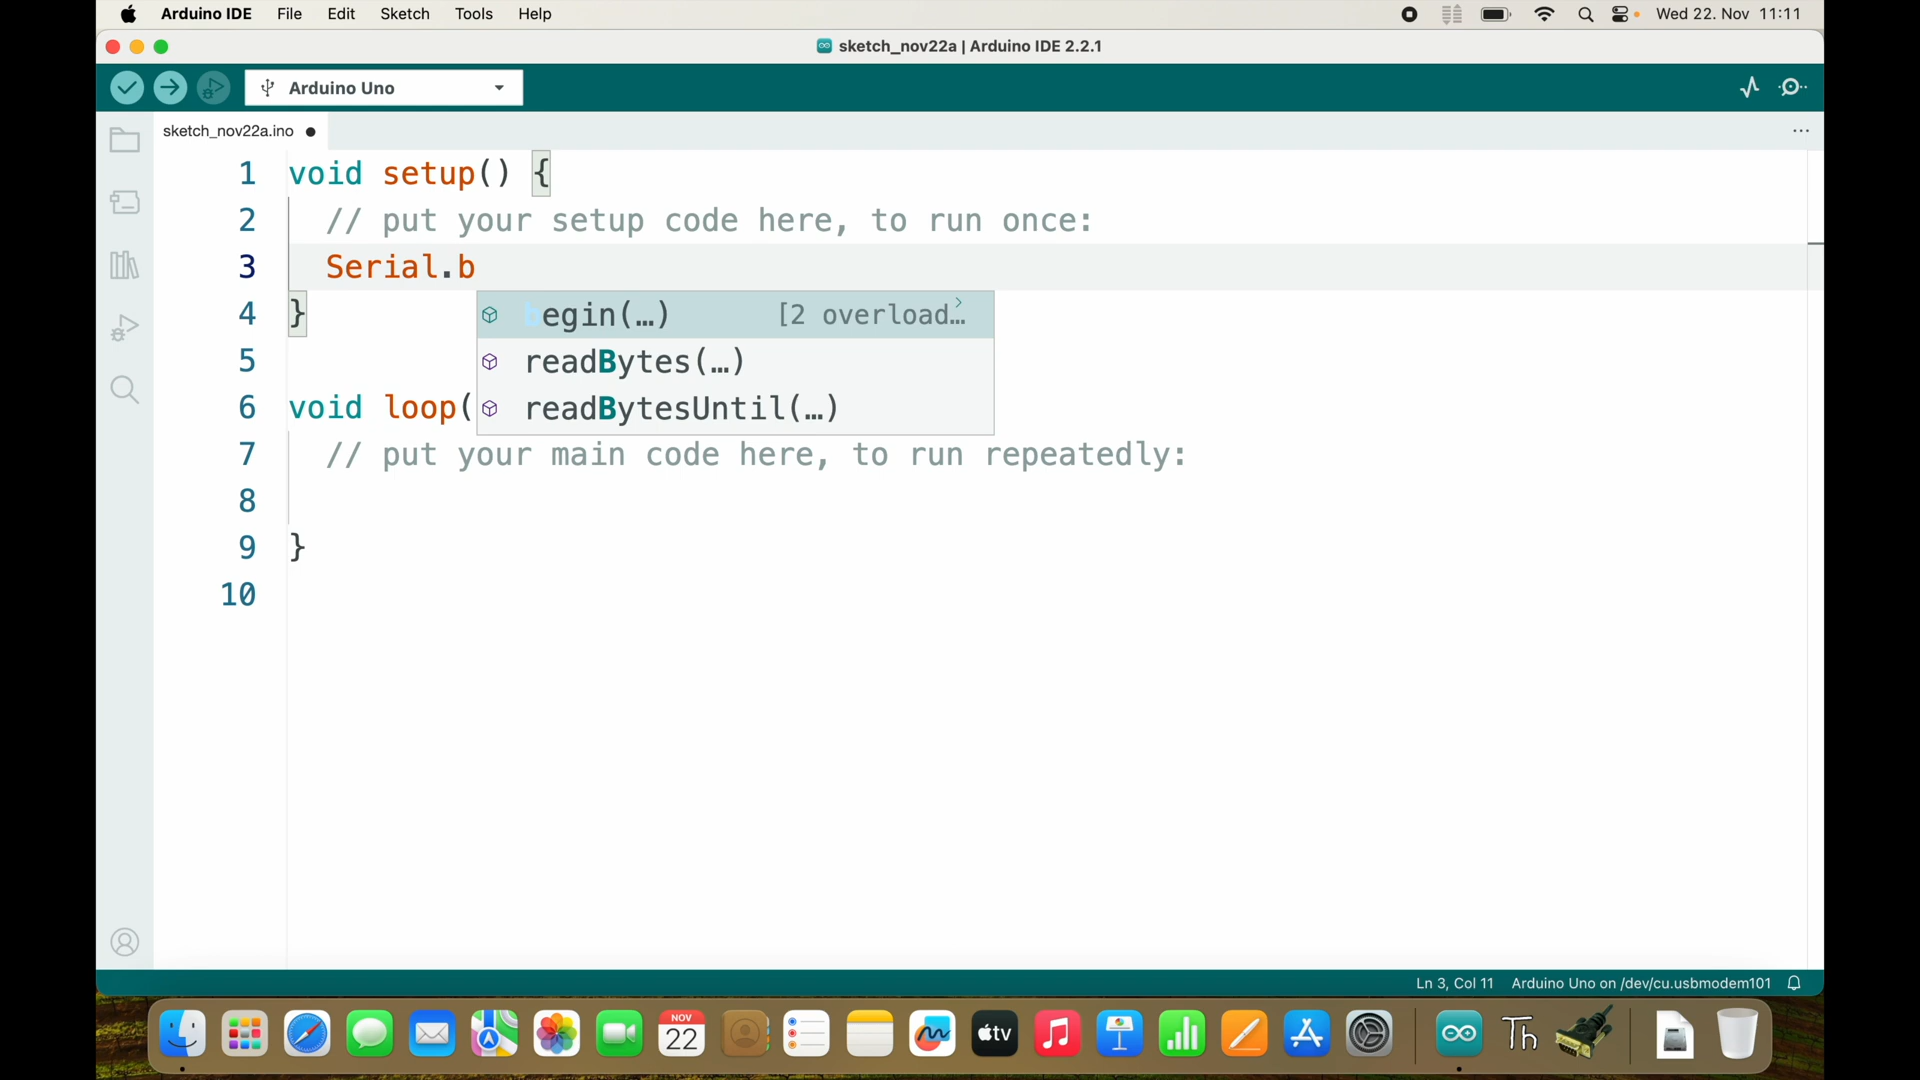 Arduino IDE File Edit Sketch Tools Help Wed 22. Nov 11:11
sketch_nov22a | Arduino IDE 2.2.1
Arduino Uno
sketch_nov22a.ino
1 void setup() {
2 // put your setup code here, to run once:
3 Serial.b
4 }
begin(…) [2 overload…
5
readBytes(…)
6 void loop(
readBytesUntil(…)
7 // put your main code here, to run repeatedly:
8
9 }
10
Ln 3, Col 11 Arduino Uno on /dev/cu.usbmodem101
NOV
22
tv
Th